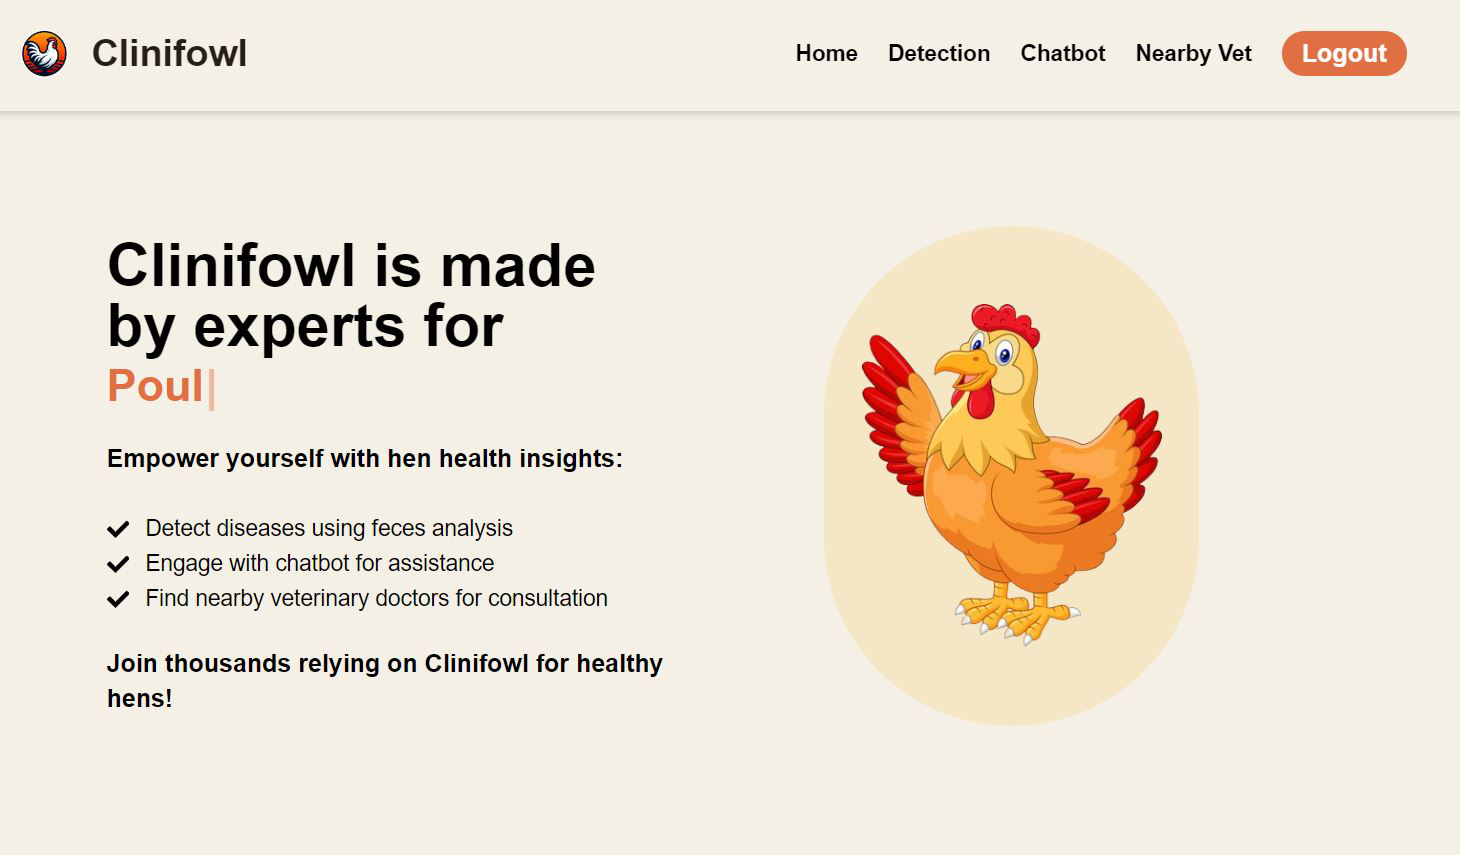 Clinifowl
Home
Detection
Chatbot
Nearby Vet
Logout
Clinifowl is made
by experts for
Poul
Empower yourself with hen health insights:
Detect diseases using feces analysis
Engage with chatbot for assistance
Find nearby veterinary doctors for consultation
Join thousands relying on Clinifowl for healthy
hens!